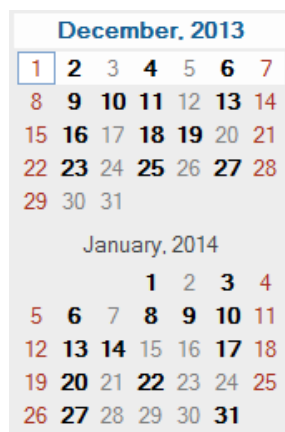 December, 2013
1 2 3 4 5 6 7
8 9 10 11 12 13 14
15 16 17 18 19 20 21
22 23 24 25 26 27 28
29 30 31
January, 2014
1 2 3 4
5 6 7 8 9 10 11
12 13 14 15 16 17 18
19 20 21 22 23 24 25
26 27 28 29 30 31